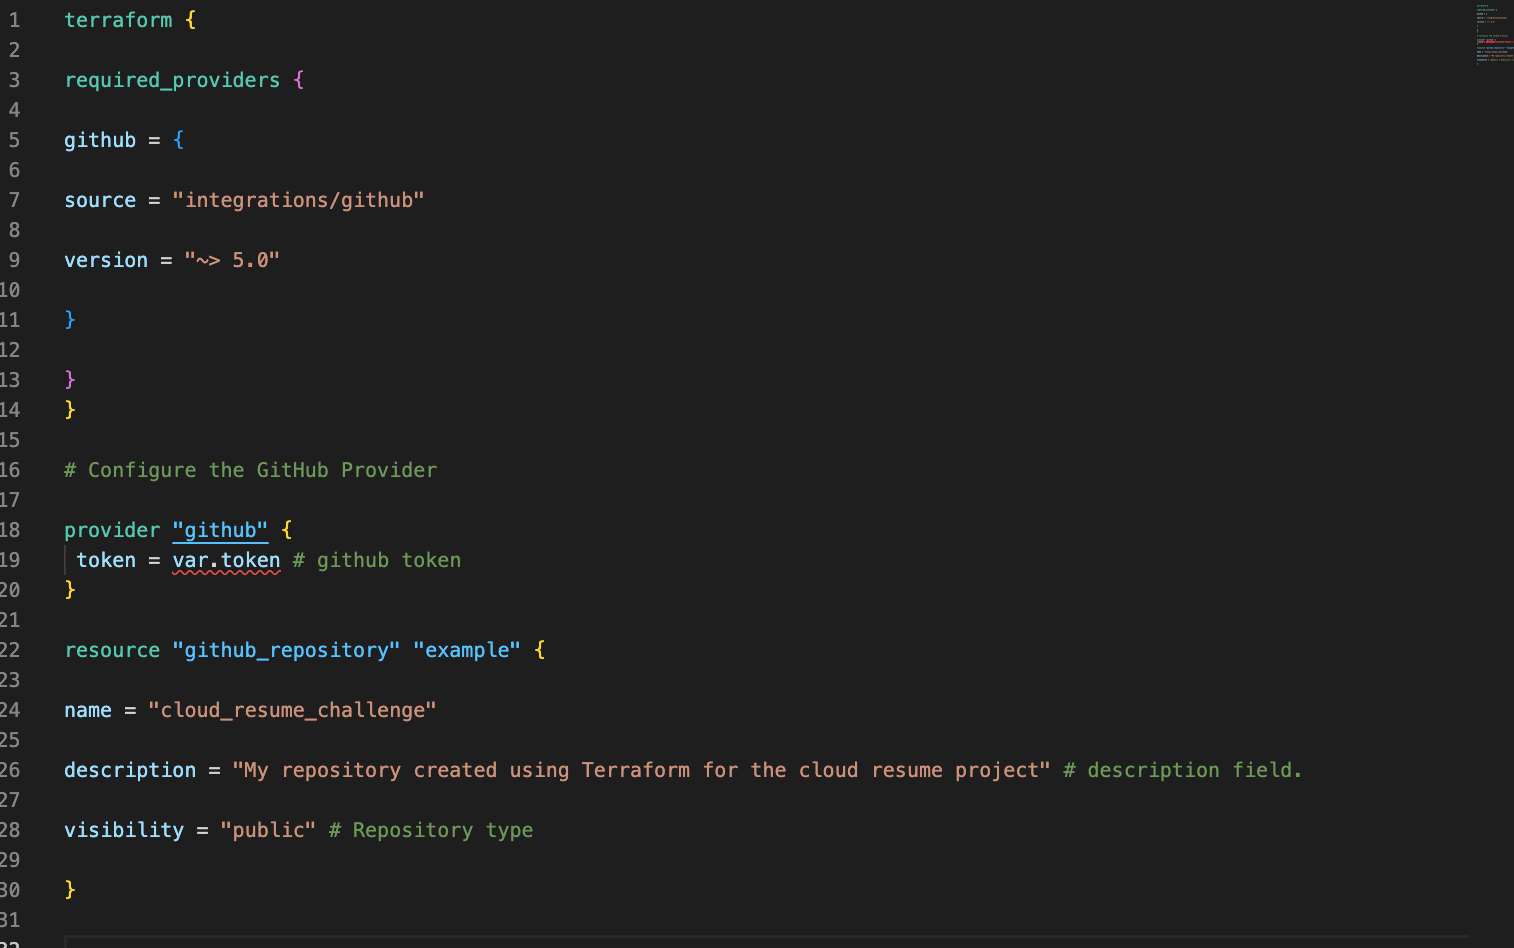 1 terraform {
2
3 required_providers {
4
5 github = {
6
7 source = "integrations/github"
8
9 version = "~> 5.0"
10
11 }
12
13 }
14 }
15
16 # Configure the GitHub Provider
17
18 provider "github" {
19 token = var.token # github token
20 }
21
22 resource "github_repository" "example" {
23
24 name = "cloud_resume_challenge"
25
26 description = "My repository created using Terraform for the cloud resume project" # description field.
27
28 visibility = "public" # Repository type
29
30 }
31